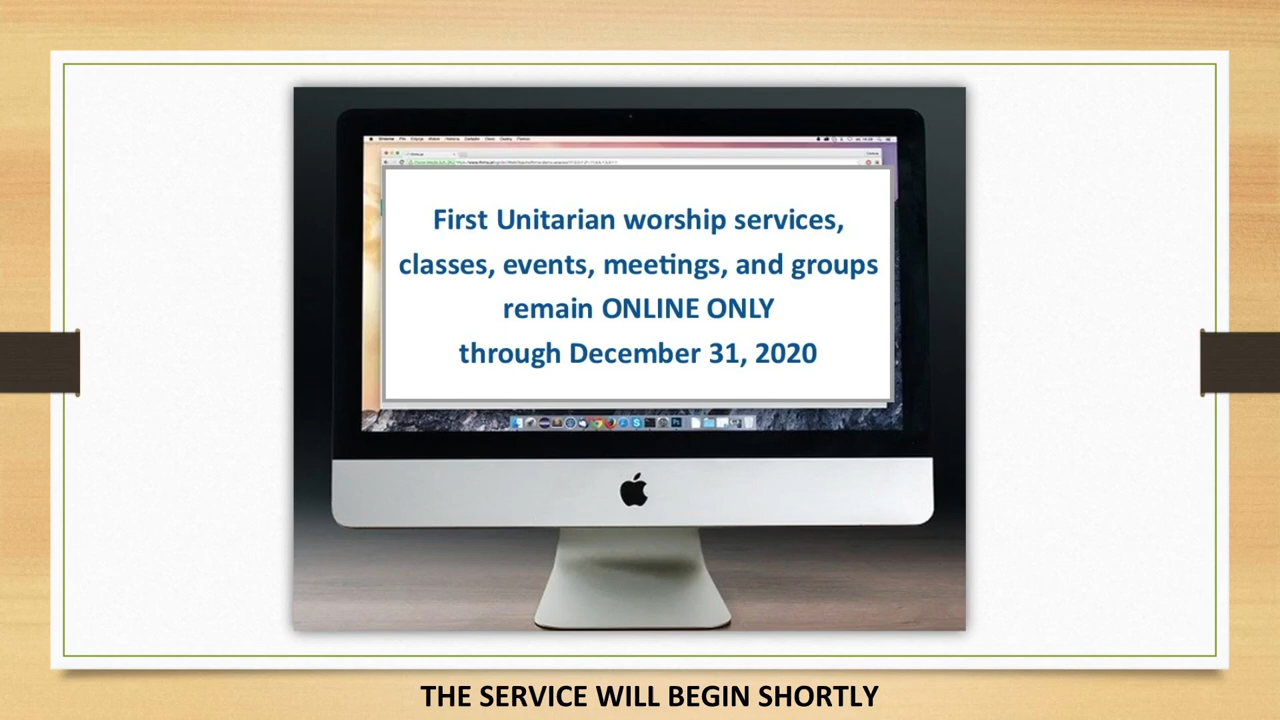 First Unitarian worship services,
classes, events, meetings, and groups
remain ONLINE ONLY
through December 31, 2020
THE SERVICE WILL BEGIN SHORTLY